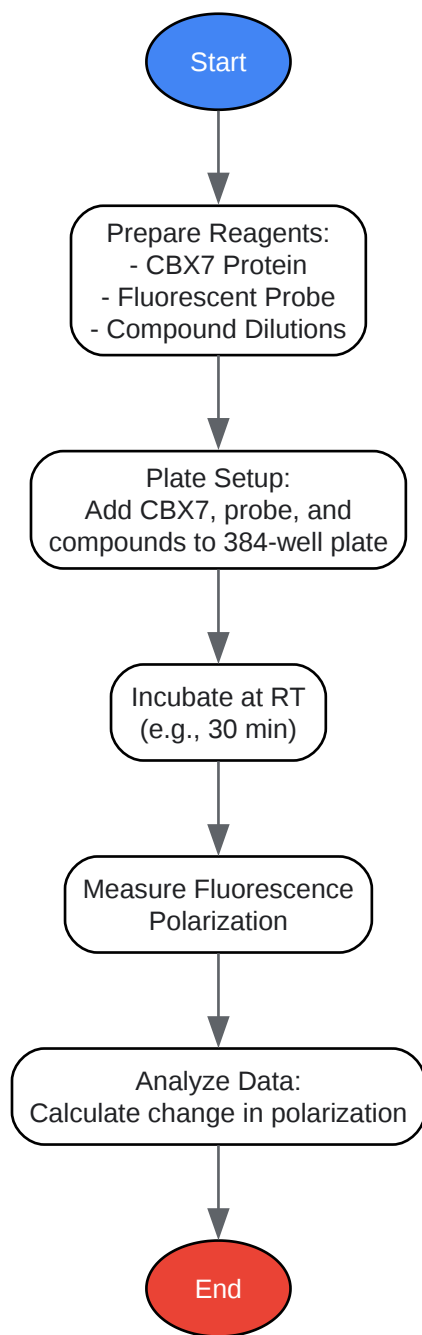 Start
Prepare Reagents:
- CBX7 Protein
- Fluorescent Probe
- Compound Dilutions
Plate Setup:
Add CBX7, probe, and
compounds to 384-well plate
Incubate at RT
(e.g., 30 min)
Measure Fluorescence
Polarization
Analyze Data:
Calculate change in polarization
End